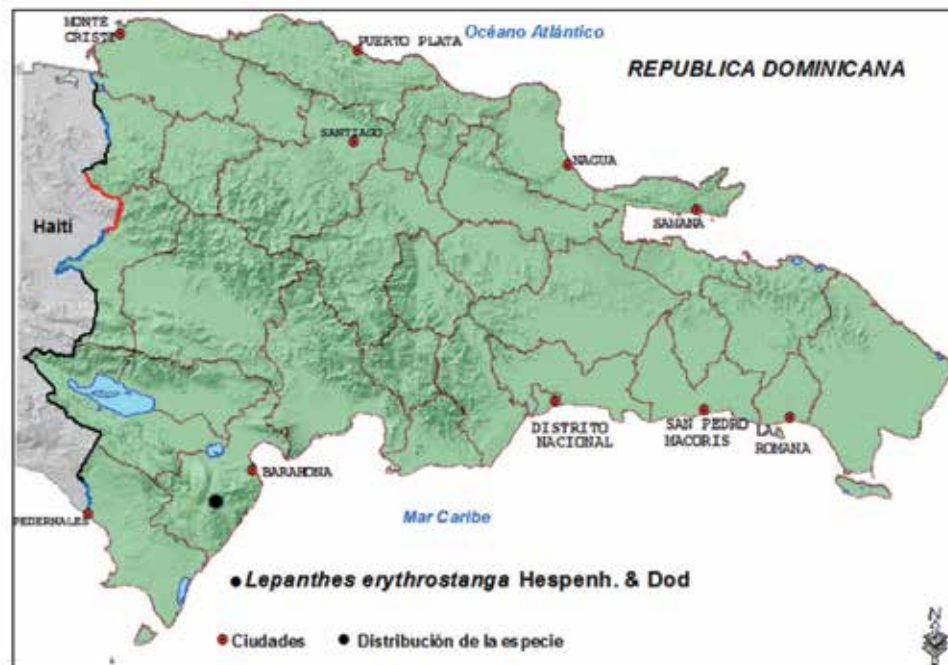 MONTE
CRISTI
PUERTO PLATA
Océano Atlántico
REPUBLICA DOMINICANA
SANTIAGO
NAGUA
SAMANA
Haití
DISTRITO
NACIONAL
SAN PEDRO
MACORIS
LA
ROMANA
BARAHONA
PEDERNALES
Mar Caribe
Lepanthes erythrostanga Hespenh. & Dod
Ciudades
Distribución de la especie
N